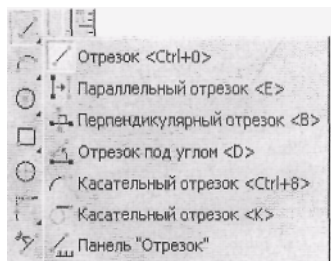 Отрезок <Ctrl+0>
Параллельный отрезок <E>
Перпендикулярный отрезок <B>
Отрезок под углом <D>
Касательный отрезок <Ctrl+8>
Касательный отрезок <K>
Панель "Отрезок"